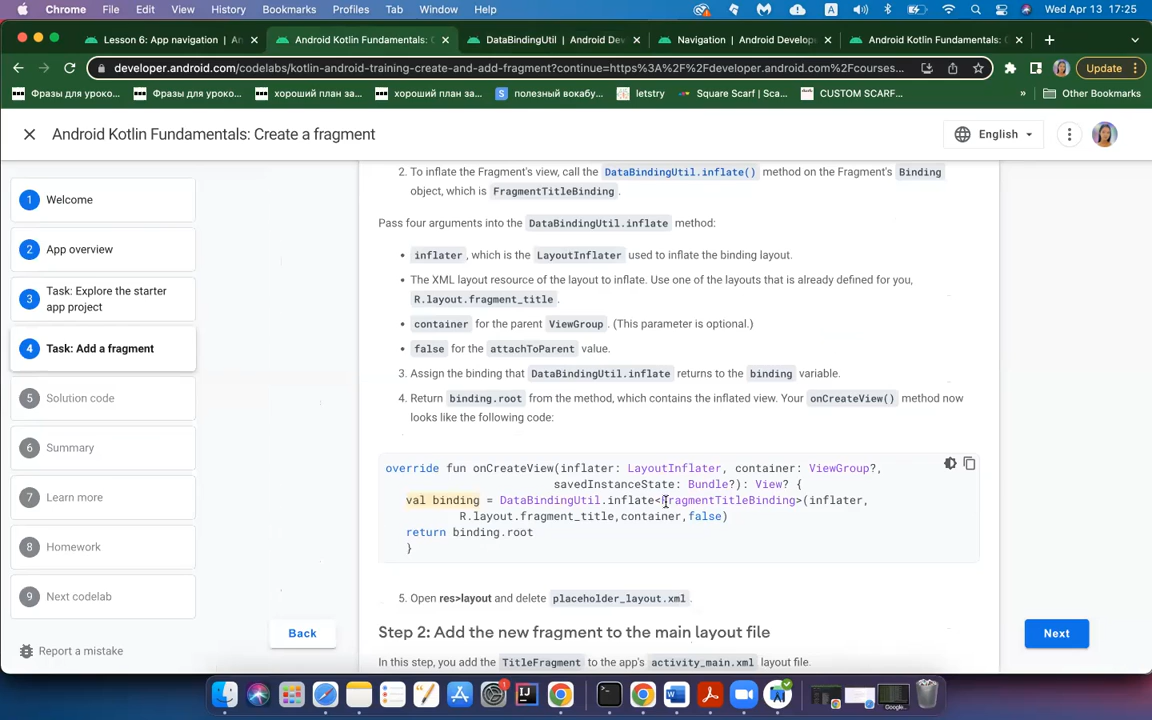 Chrome File Edit View History Bookmarks Profiles Tab Window Help A Wed Apr 13 17:25
Lesson 6: App navigation | An
Android Kotlin Fundamentals: C
DataBindingUtil | Android De
Navigation | Android Develope
Android Kotlin Fundamentals: C
developer.android.com/codelabs/kotlin-android-training-create-and-add-fragment?continue=https%3A%2F%2Fdeveloper.android.com%2Fcourses...
Update
Фразы для уроко...
Фразы для уроко...
хороший план за...
хороший план за...
полезный вокабу...
letstry
Square Scarf | Sca...
CUSTOM SCARF...
»
Other Bookmarks
Android Kotlin Fundamentals: Create a fragment
English
1 Welcome
2 App overview
3 Task: Explore the starter
app project
4 Task: Add a fragment
5 Solution code
6 Summary
7 Learn more
8 Homework
9 Next codelab
Report a mistake
2. To inflate the Fragment's view, call the DataBindingUtil.inflate() method on the Fragment's Binding
object, which is FragmentTitleBinding.
Pass four arguments into the DataBindingUtil.inflate method:
• inflater, which is the LayoutInflater used to inflate the binding layout.
• The XML layout resource of the layout to inflate. Use one of the layouts that is already defined for you,
R.layout.fragment_title.
• container for the parent ViewGroup. (This parameter is optional.)
• false for the attachToParent value.
3. Assign the binding that DataBindingUtil.inflate returns to the binding variable.
4. Return binding.root from the method, which contains the inflated view. Your onCreateView() method now
looks like the following code:
override fun onCreateView(inflater: LayoutInflater, container: ViewGroup?,
savedInstanceState: Bundle?): View? {
val binding = DataBindingUtil.inflate<FragmentTitleBinding>(inflater,
R.layout.fragment_title,container,false)
return binding.root
}
5. Open res>layout and delete placeholder_layout.xml.
Step 2: Add the new fragment to the main layout file
In this step, you add the TitleFragment to the app's activity_main.xml layout file.
Back
Next